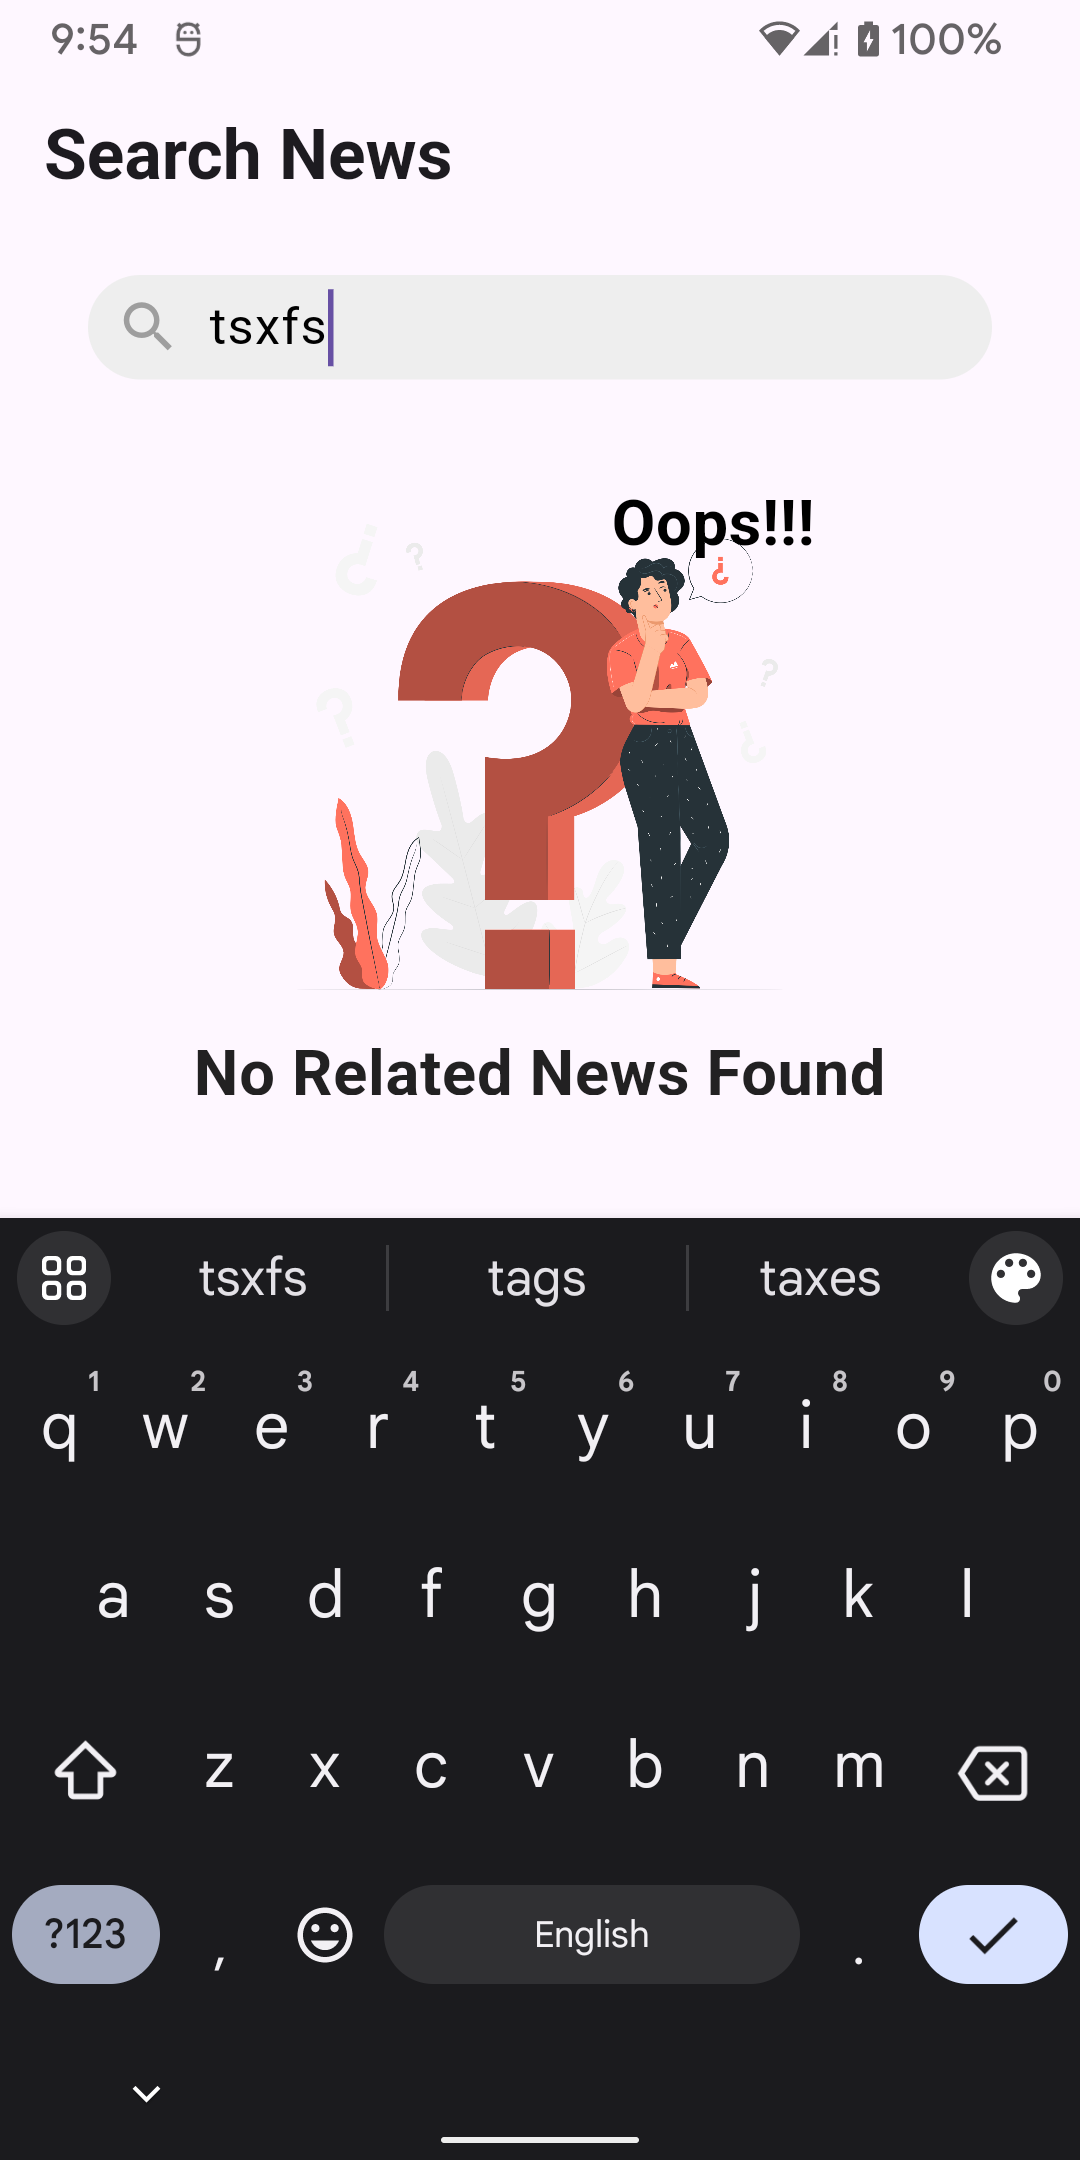 9:54 100%
Search News
tsxfs
Oops!!!
¿
? ¿ ?
? ¿
?
No Related News Found
tsxfs tags taxes
1 2 3 4 5 6 7 8 9 0
q w e r t y u i o p
a s d f g h j k l
z x c v b n m
?123 , English .